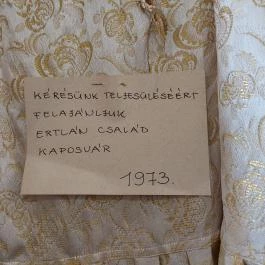 KÉRÉSÜNK TELJESÜLÉSÉÉRT
FELAJÁNLJUK
ERTLÁN CSALÁD
KAPOSVÁR
1973.